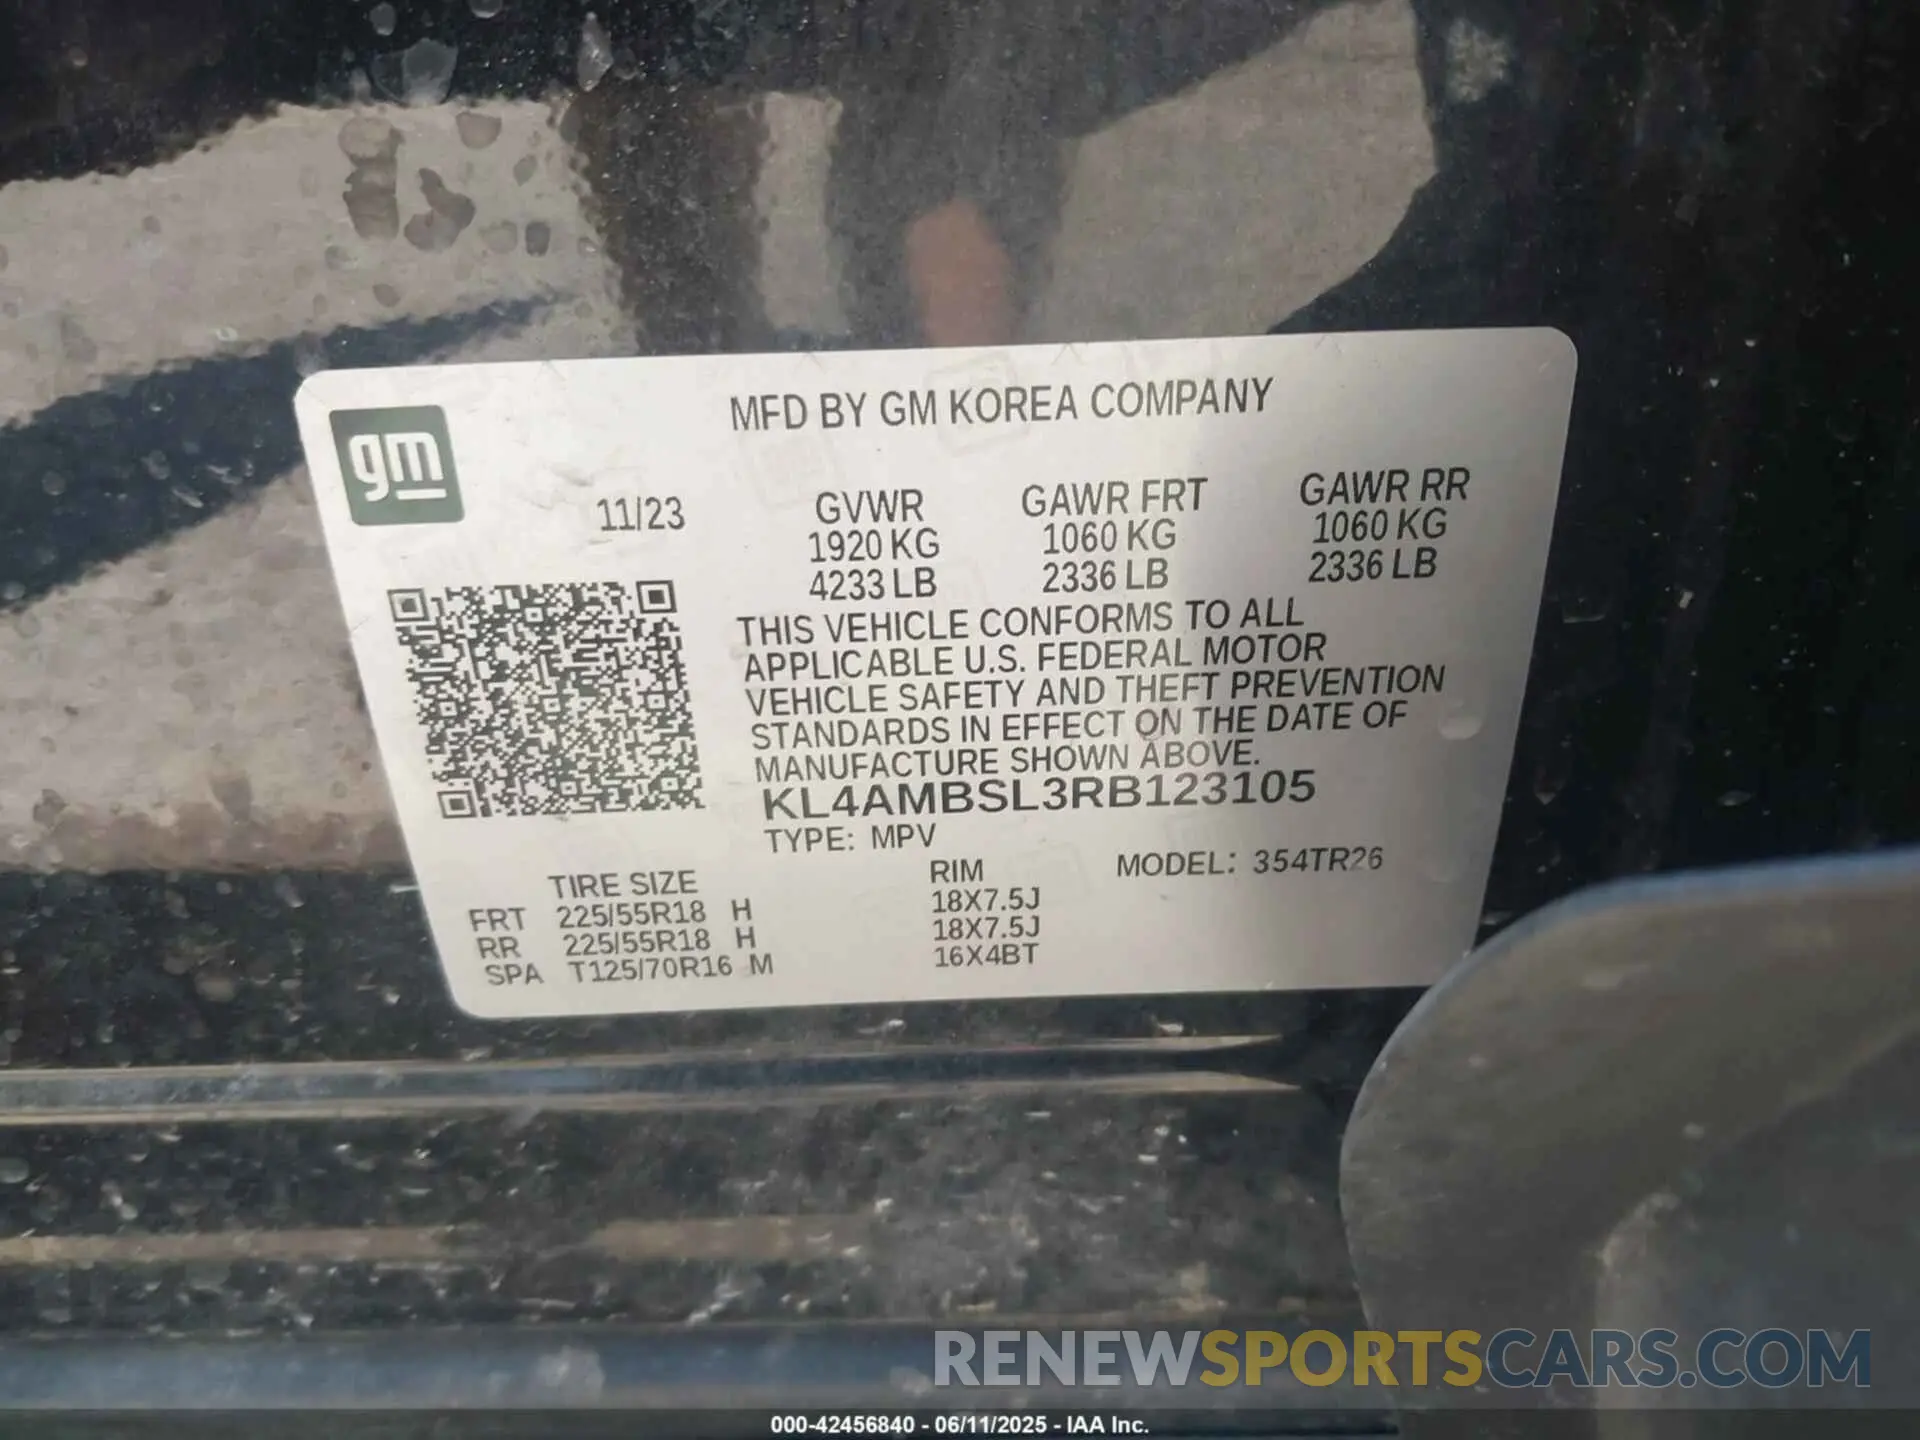 MFD BY GM KOREA COMPANY
gm
11/23
GVWR GAWR FRT GAWR RR
1920 KG 1060 KG 1060 KG
4233 LB 2336 LB 2336 LB
THIS VEHICLE CONFORMS TO ALL
APPLICABLE U.S. FEDERAL MOTOR
VEHICLE SAFETY AND THEFT PREVENTION
STANDARDS IN EFFECT ON THE DATE OF
MANUFACTURE SHOWN ABOVE.
KL4AMBSL3RB123105
TYPE: MPV
TIRE SIZE RIM MODEL: 354TR26
FRT 225/55R18 H 18X7.5J
RR 225/55R18 H 18X7.5J
SPA T125/70R16 M 16X4BT
RENEWSPORTSCARS.COM
000-42456840 - 06/11/2025 - IAA Inc.